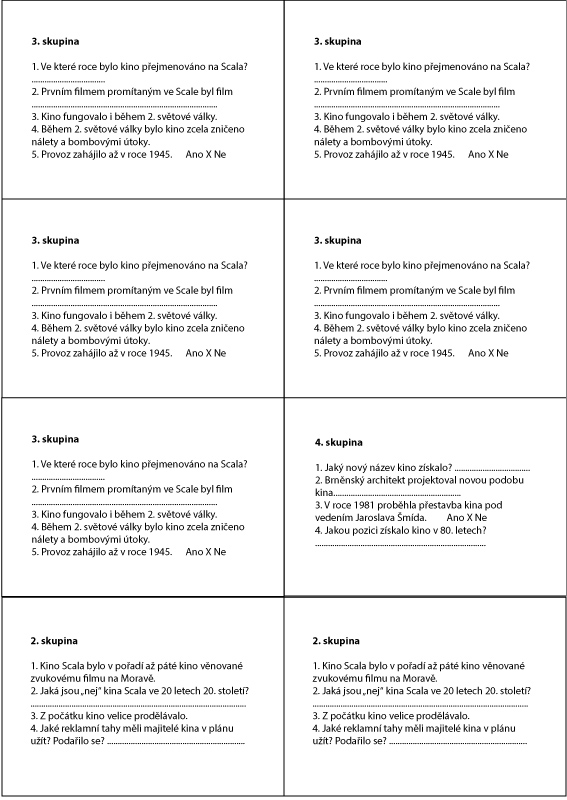 3. skupina
1. Ve které roce bylo kino přejmenováno na Scala?
..................................
2. Prvním filmem promítaným ve Scale byl film
......................................................................................
3. Kino fungovalo i během 2. světové války.
4. Během 2. světové války bylo kino zcela zničeno
nálety a bombovými útoky.
5. Provoz zahájilo až v roce 1945. Ano X Ne
3. skupina
1. Ve které roce bylo kino přejmenováno na Scala?
..................................
2. Prvním filmem promítaným ve Scale byl film
......................................................................................
3. Kino fungovalo i během 2. světové války.
4. Během 2. světové války bylo kino zcela zničeno
nálety a bombovými útoky.
5. Provoz zahájilo až v roce 1945. Ano X Ne
3. skupina
1. Ve které roce bylo kino přejmenováno na Scala?
..................................
2. Prvním filmem promítaným ve Scale byl film
......................................................................................
3. Kino fungovalo i během 2. světové války.
4. Během 2. světové války bylo kino zcela zničeno
nálety a bombovými útoky.
5. Provoz zahájilo až v roce 1945. Ano X Ne
3. skupina
1. Ve které roce bylo kino přejmenováno na Scala?
..................................
2. Prvním filmem promítaným ve Scale byl film
......................................................................................
3. Kino fungovalo i během 2. světové války.
4. Během 2. světové války bylo kino zcela zničeno
nálety a bombovými útoky.
5. Provoz zahájilo až v roce 1945. Ano X Ne
3. skupina
1. Ve které roce bylo kino přejmenováno na Scala?
..................................
2. Prvním filmem promítaným ve Scale byl film
......................................................................................
3. Kino fungovalo i během 2. světové války.
4. Během 2. světové války bylo kino zcela zničeno
nálety a bombovými útoky.
5. Provoz zahájilo až v roce 1945. Ano X Ne
4. skupina
1. Jaký nový název kino získalo? ...................................
2. Brněnský architekt projektoval novou podobu
kina...........................................................
3. V roce 1981 proběhla přestavba kina pod
vedením Jaroslava Šmída. Ano X Ne
4. Jakou pozici získalo kino v 80. letech?
...............................................................................
2. skupina
1. Kino Scala bylo v pořadí až páté kino věnované
zvukovému filmu na Moravě.
2. Jaká jsou „nej“ kina Scala ve 20 letech 20. století?
....................................................................................................
3. Z počátku kino velice prodělávalo.
4. Jaké reklamní tahy měli majitelé kina v plánu
užít? Podařilo se? ................................................................
2. skupina
1. Kino Scala bylo v pořadí až páté kino věnované
zvukovému filmu na Moravě.
2. Jaká jsou „nej“ kina Scala ve 20 letech 20. století?
....................................................................................................
3. Z počátku kino velice prodělávalo.
4. Jaké reklamní tahy měli majitelé kina v plánu
užít? Podařilo se? ................................................................